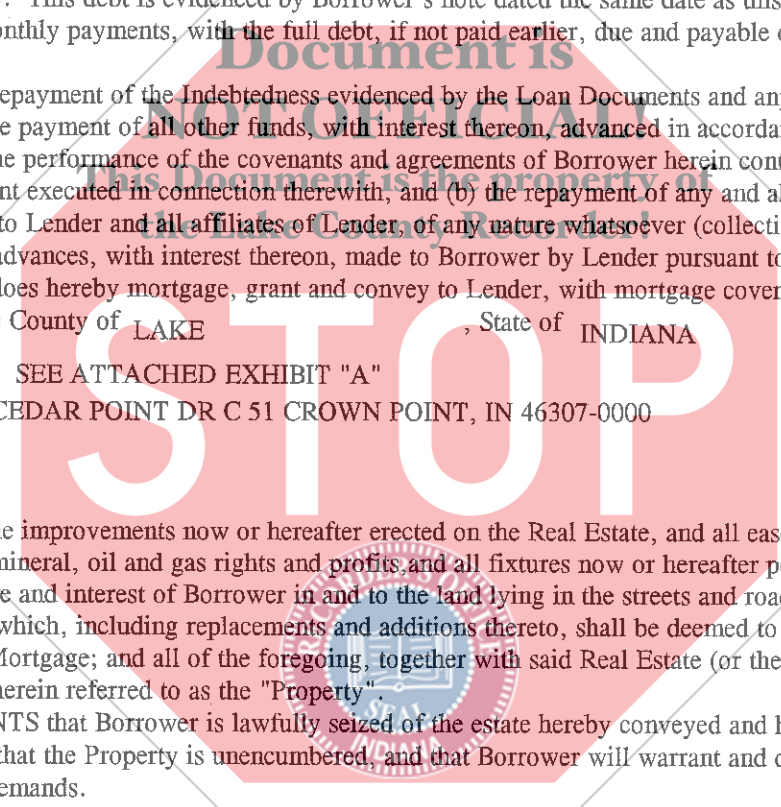 This debt is evidenced by Borrower's note dated the same date as this
onthly payments, with the full debt, if not paid earlier, due and payable
Document is
epayment of the Indebtedness evidenced by the Loan Documents and an
NOT OFFICIAL!
e payment of all other funds, with interest thereon, advanced in accorda
ne performance of the covenants and agreements of Borrower herein con
This Document is the property of
nt executed in connection therewith, and (b) the repayment of any and al
the Lake County Recorder!
to Lender and all affiliates of Lender, of any nature whatsoever (collecti
advances, with interest thereon, made to Borrower by Lender pursuant to
loes hereby mortgage, grant and convey to Lender, with mortgage cover
County of LAKE , State of INDIANA
STOP
SEE ATTACHED EXHIBIT "A"
CEDAR POINT DR C 51 CROWN POINT, IN 46307-0000
e improvements now or hereafter erected on the Real Estate, and all eas
mineral, oil and gas rights and profits,and all fixtures now or hereafter p
e and interest of Borrower in and to the land lying in the streets and roa
which, including replacements and additions thereto, shall be deemed to
Mortgage; and all of the foregoing, together with said Real Estate (or the
erein referred to as the "Property".
NTS that Borrower is lawfully seized of the estate hereby conveyed and h
that the Property is unencumbered, and that Borrower will warrant and d
emands.
RECORDER'S OFFICE
SEAL
INDIANA